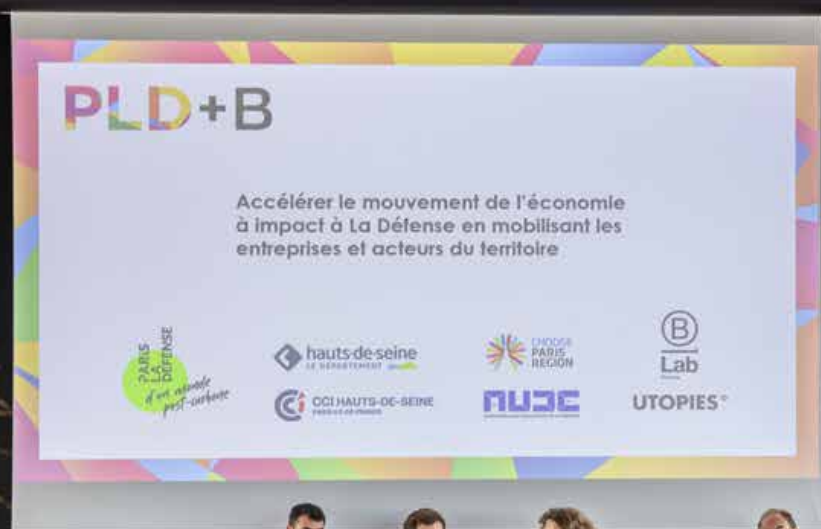 PLD+B
Accélérer le mouvement de l'économie
à impact à La Défense en mobilisant les
entreprises et acteurs du territoire
PARIS
LA
DÉFENSE
d'un monde
post-carbone
hauts-de-seine
LE DÉPARTEMENT
CHOOSE
PARIS
REGION
B
Lab
CCI HAUTS-DE-SEINE
UTOPIES